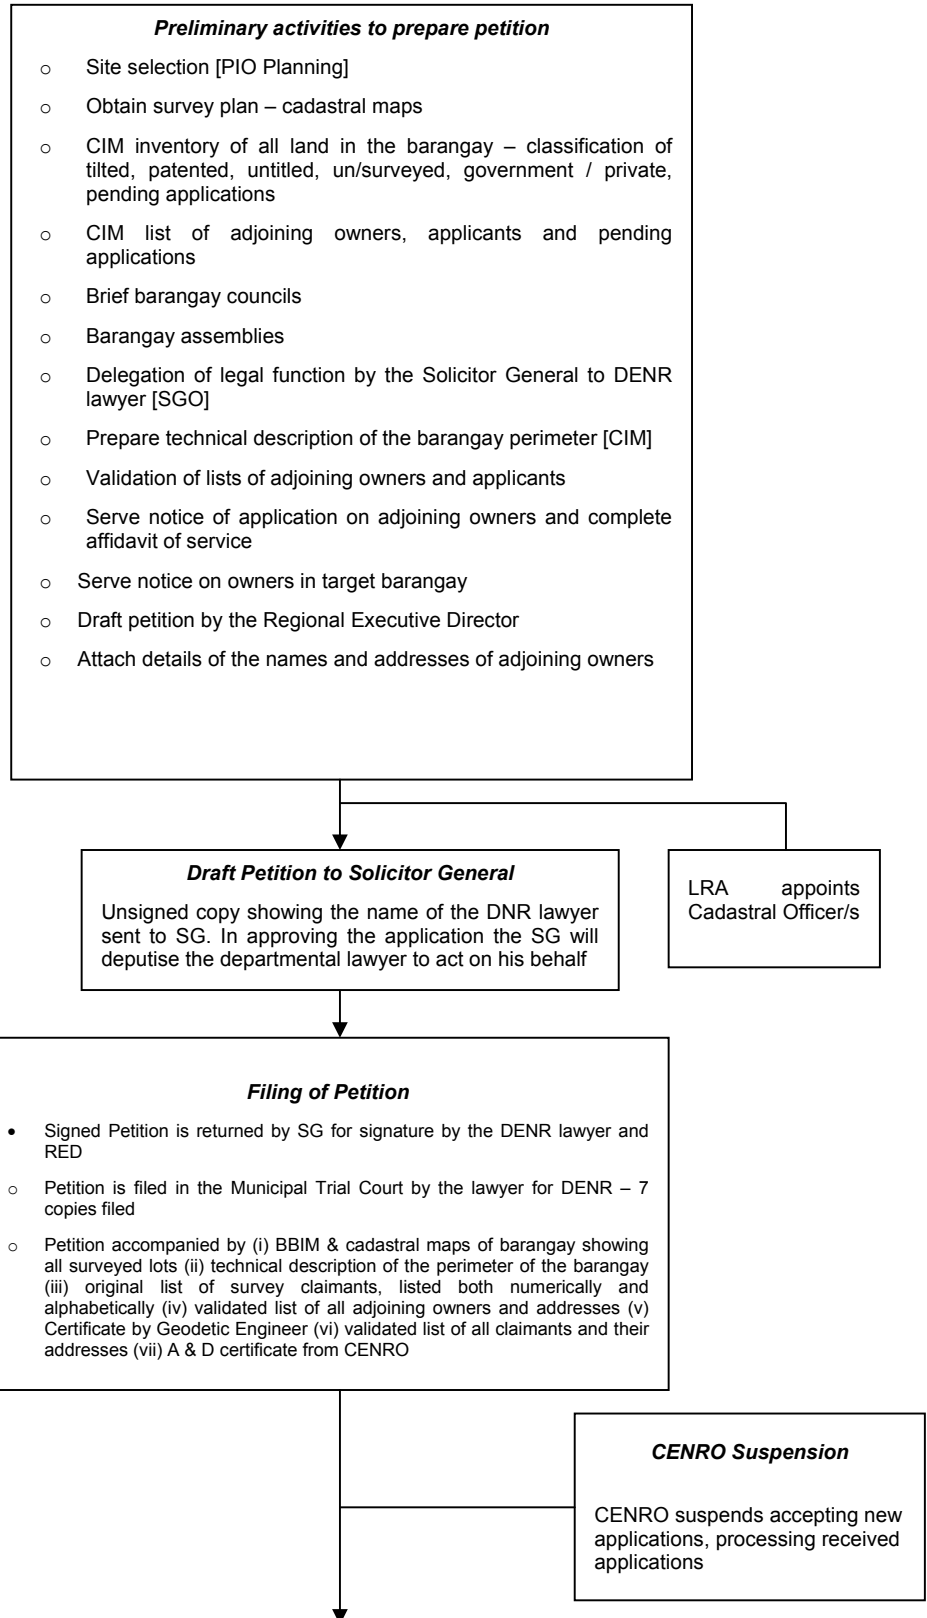 Preliminary activities to prepare petition
o Site selection [PIO Planning]
o Obtain survey plan – cadastral maps
o CIM inventory of all land in the barangay – classification of
tilted, patented, untitled, un/surveyed, government / private,
pending applications
o CIM list of adjoining owners, applicants and pending
applications
o Brief barangay councils
o Barangay assemblies
o Delegation of legal function by the Solicitor General to DENR
lawyer [SGO]
o Prepare technical description of the barangay perimeter [CIM]
o Validation of lists of adjoining owners and applicants
o Serve notice of application on adjoining owners and complete
affidavit of service
o Serve notice on owners in target barangay
o Draft petition by the Regional Executive Director
o Attach details of the names and addresses of adjoining owners
Draft Petition to Solicitor General
Unsigned copy showing the name of the DNR lawyer
sent to SG. In approving the application the SG will
deputise the departmental lawyer to act on his behalf
LRA appoints
Cadastral Officer/s
Filing of Petition
• Signed Petition is returned by SG for signature by the DENR lawyer and
RED
o Petition is filed in the Municipal Trial Court by the lawyer for DENR – 7
copies filed
o Petition accompanied by (i) BBIM & cadastral maps of barangay showing
all surveyed lots (ii) technical description of the perimeter of the barangay
(iii) original list of survey claimants, listed both numerically and
alphabetically (iv) validated list of all adjoining owners and addresses (v)
Certificate by Geodetic Engineer (vi) validated list of all claimants and their
addresses (vii) A & D certificate from CENRO
CENRO Suspension
CENRO suspends accepting new
applications, processing received
applications